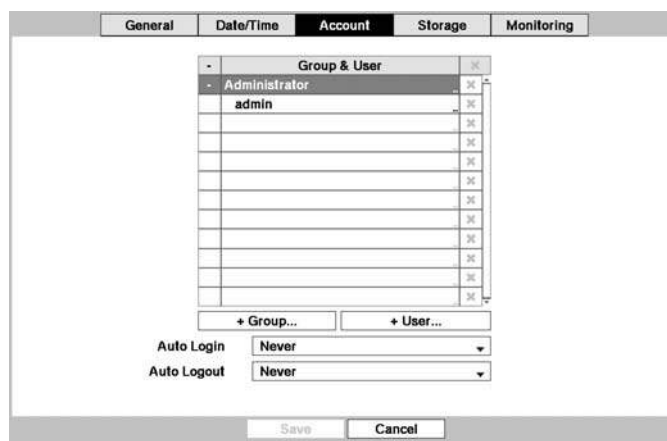 General Date/Time Account Storage Monitoring
- Group & User ×
- Administrator ... ×
admin ... ×
... ×
... ×
... ×
... ×
... ×
... ×
... ×
... ×
... ×
... ×
+ Group... + User...
Auto Login Never
Auto Logout Never
Save Cancel